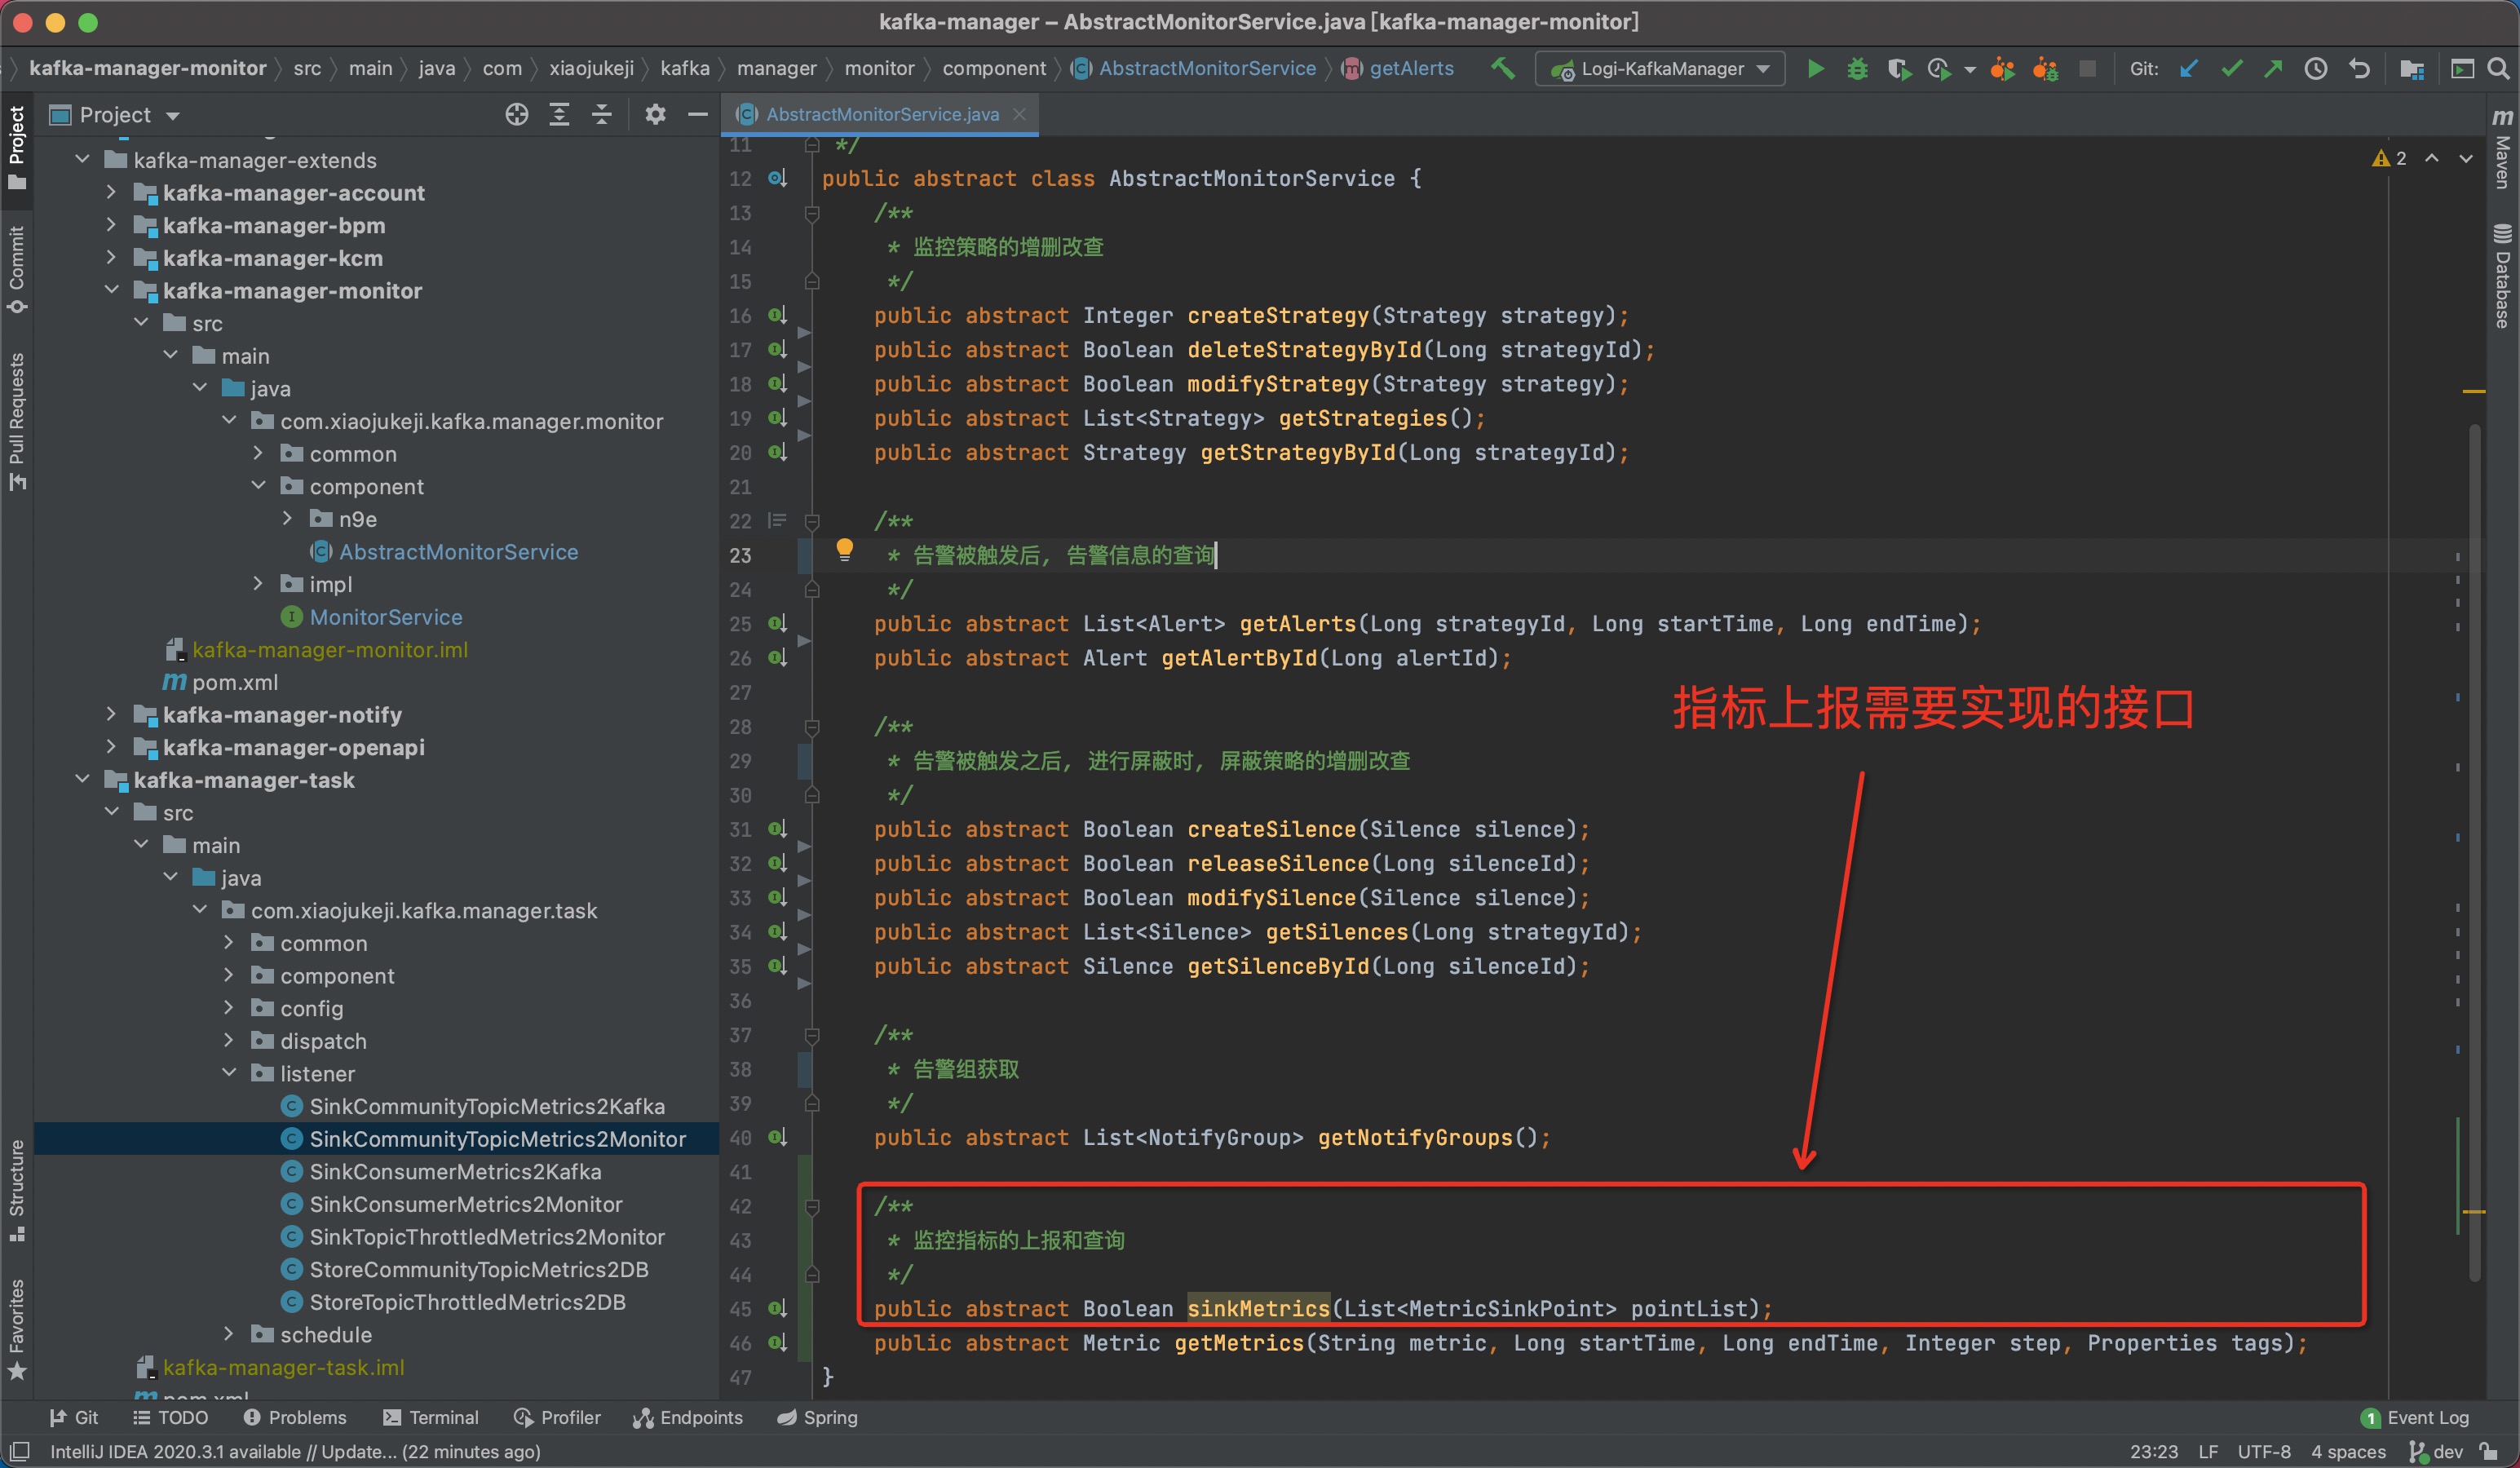 kafka-manager – AbstractMonitorService.java [kafka-manager-monitor]
kafka-manager-monitor src main java com xiaojukeji kafka manager monitor component AbstractMonitorService getAlerts Logi-KafkaManager Git:
Project
AbstractMonitorService.java
Project
Commit
Pull Requests
Structure
Favorites
kafka-manager-extends
kafka-manager-account
kafka-manager-bpm
kafka-manager-kcm
kafka-manager-monitor
src
main
java
com.xiaojukeji.kafka.manager.monitor
common
component
n9e
AbstractMonitorService
impl
MonitorService
kafka-manager-monitor.iml
pom.xml
kafka-manager-notify
kafka-manager-openapi
kafka-manager-task
src
main
java
com.xiaojukeji.kafka.manager.task
common
component
config
dispatch
listener
SinkCommunityTopicMetrics2Kafka
SinkCommunityTopicMetrics2Monitor
SinkConsumerMetrics2Kafka
SinkConsumerMetrics2Monitor
SinkTopicThrottledMetrics2Monitor
StoreCommunityTopicMetrics2DB
StoreTopicThrottledMetrics2DB
schedule
kafka-manager-task.iml
pom.xml
11 */
12 public abstract class AbstractMonitorService {
13 /**
14 * 监控策略的增删改查
15 */
16 public abstract Integer createStrategy(Strategy strategy);
17 public abstract Boolean deleteStrategyById(Long strategyId);
18 public abstract Boolean modifyStrategy(Strategy strategy);
19 public abstract List<Strategy> getStrategies();
20 public abstract Strategy getStrategyById(Long strategyId);
21
22 /**
23 * 告警被触发后, 告警信息的查询
24 */
25 public abstract List<Alert> getAlerts(Long strategyId, Long startTime, Long endTime);
26 public abstract Alert getAlertById(Long alertId);
27
指标上报需要实现的接口
28 /**
29 * 告警被触发之后, 进行屏蔽时, 屏蔽策略的增删改查
30 */
31 public abstract Boolean createSilence(Silence silence);
32 public abstract Boolean releaseSilence(Long silenceId);
33 public abstract Boolean modifySilence(Silence silence);
34 public abstract List<Silence> getSilences(Long strategyId);
35 public abstract Silence getSilenceById(Long silenceId);
36
37 /**
38 * 告警组获取
39 */
40 public abstract List<NotifyGroup> getNotifyGroups();
41
42 /**
43 * 监控指标的上报和查询
44 */
45 public abstract Boolean sinkMetrics(List<MetricSinkPoint> pointList);
46 public abstract Metric getMetrics(String metric, Long startTime, Long endTime, Integer step, Properties tags);
47 }
2
Maven
Database
Git TODO Problems Terminal Profiler Endpoints Spring 1 Event Log
IntelliJ IDEA 2020.3.1 available // Update... (22 minutes ago) 23:23 LF UTF-8 4 spaces dev